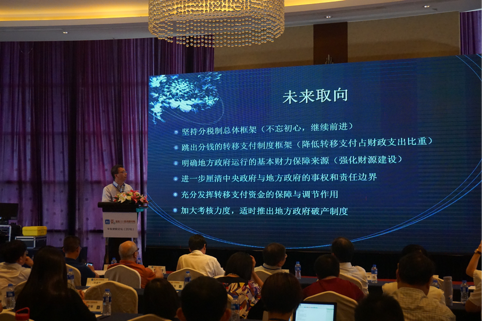 未来取向
坚持分税制总体框架（不忘初心，继续前进）
跳出分钱的转移支付制度框架（降低转移支付占财政支出比重）
明确地方政府运行的基本财力保障来源（强化财源建设）
进一步厘清中央政府与地方政府的事权和责任边界
充分发挥转移支付资金的保障与调节作用
加大考核力度，适时推出地方政府破产制度